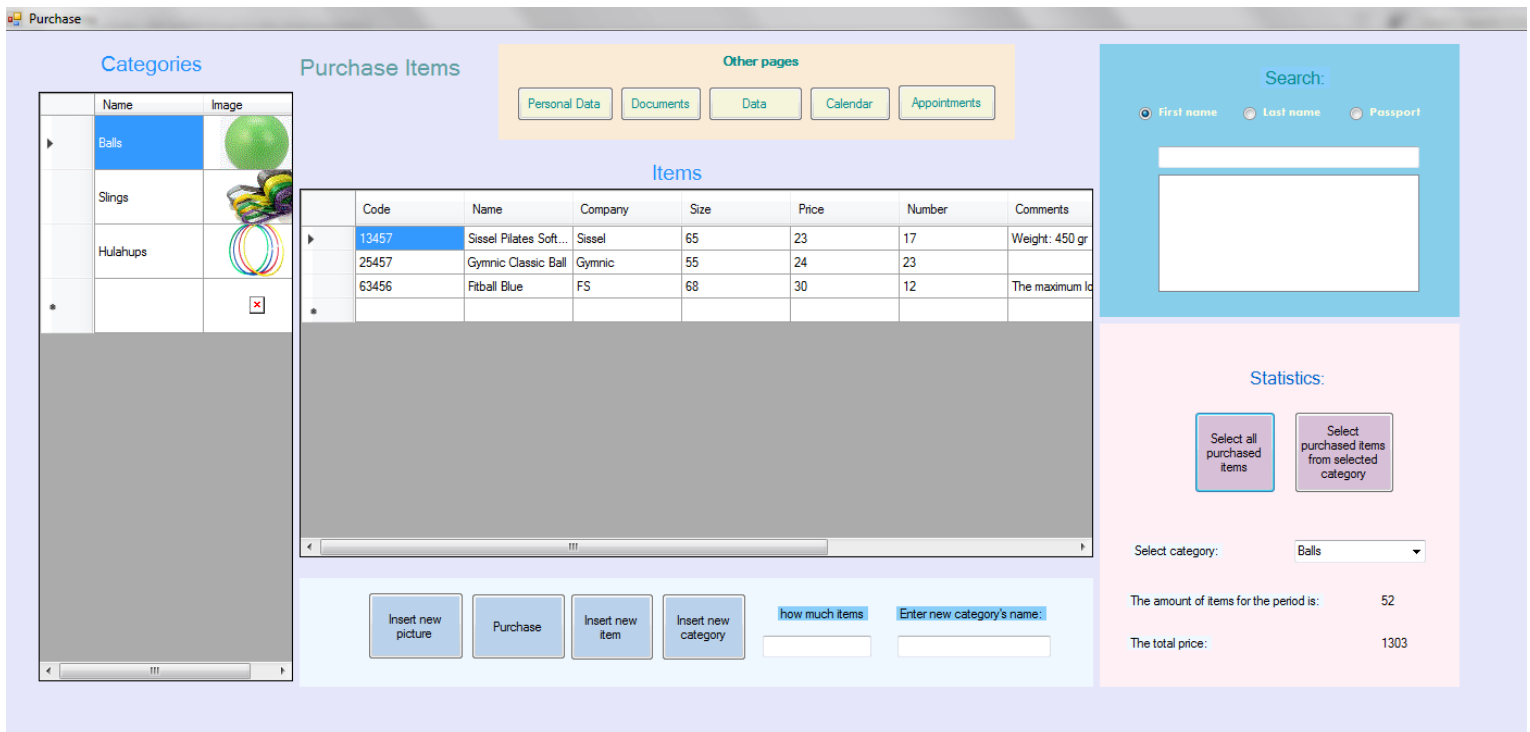 Purchase
Categories
Name Image
Balls
Slings
Hulahups
Purchase Items
Other pages
Personal Data Documents Data Calendar Appointments
Items
Code Name Company Size Price Number Comments
13457 Sissel Pilates Soft... Sissel 65 23 17 Weight: 450 gr
25457 Gymnic Classic Ball Gymnic 55 24 23
63456 Fitball Blue FS 68 30 12 The maximum lo
Insert new
picture
Purchase
Insert new
item
Insert new
category
how much items
Enter new category's name:
Search:
First name Last name Passport
Statistics:
Select all
purchased
items
Select
purchased items
from selected
category
Select category: Balls
The amount of items for the period is: 52
The total price: 1303